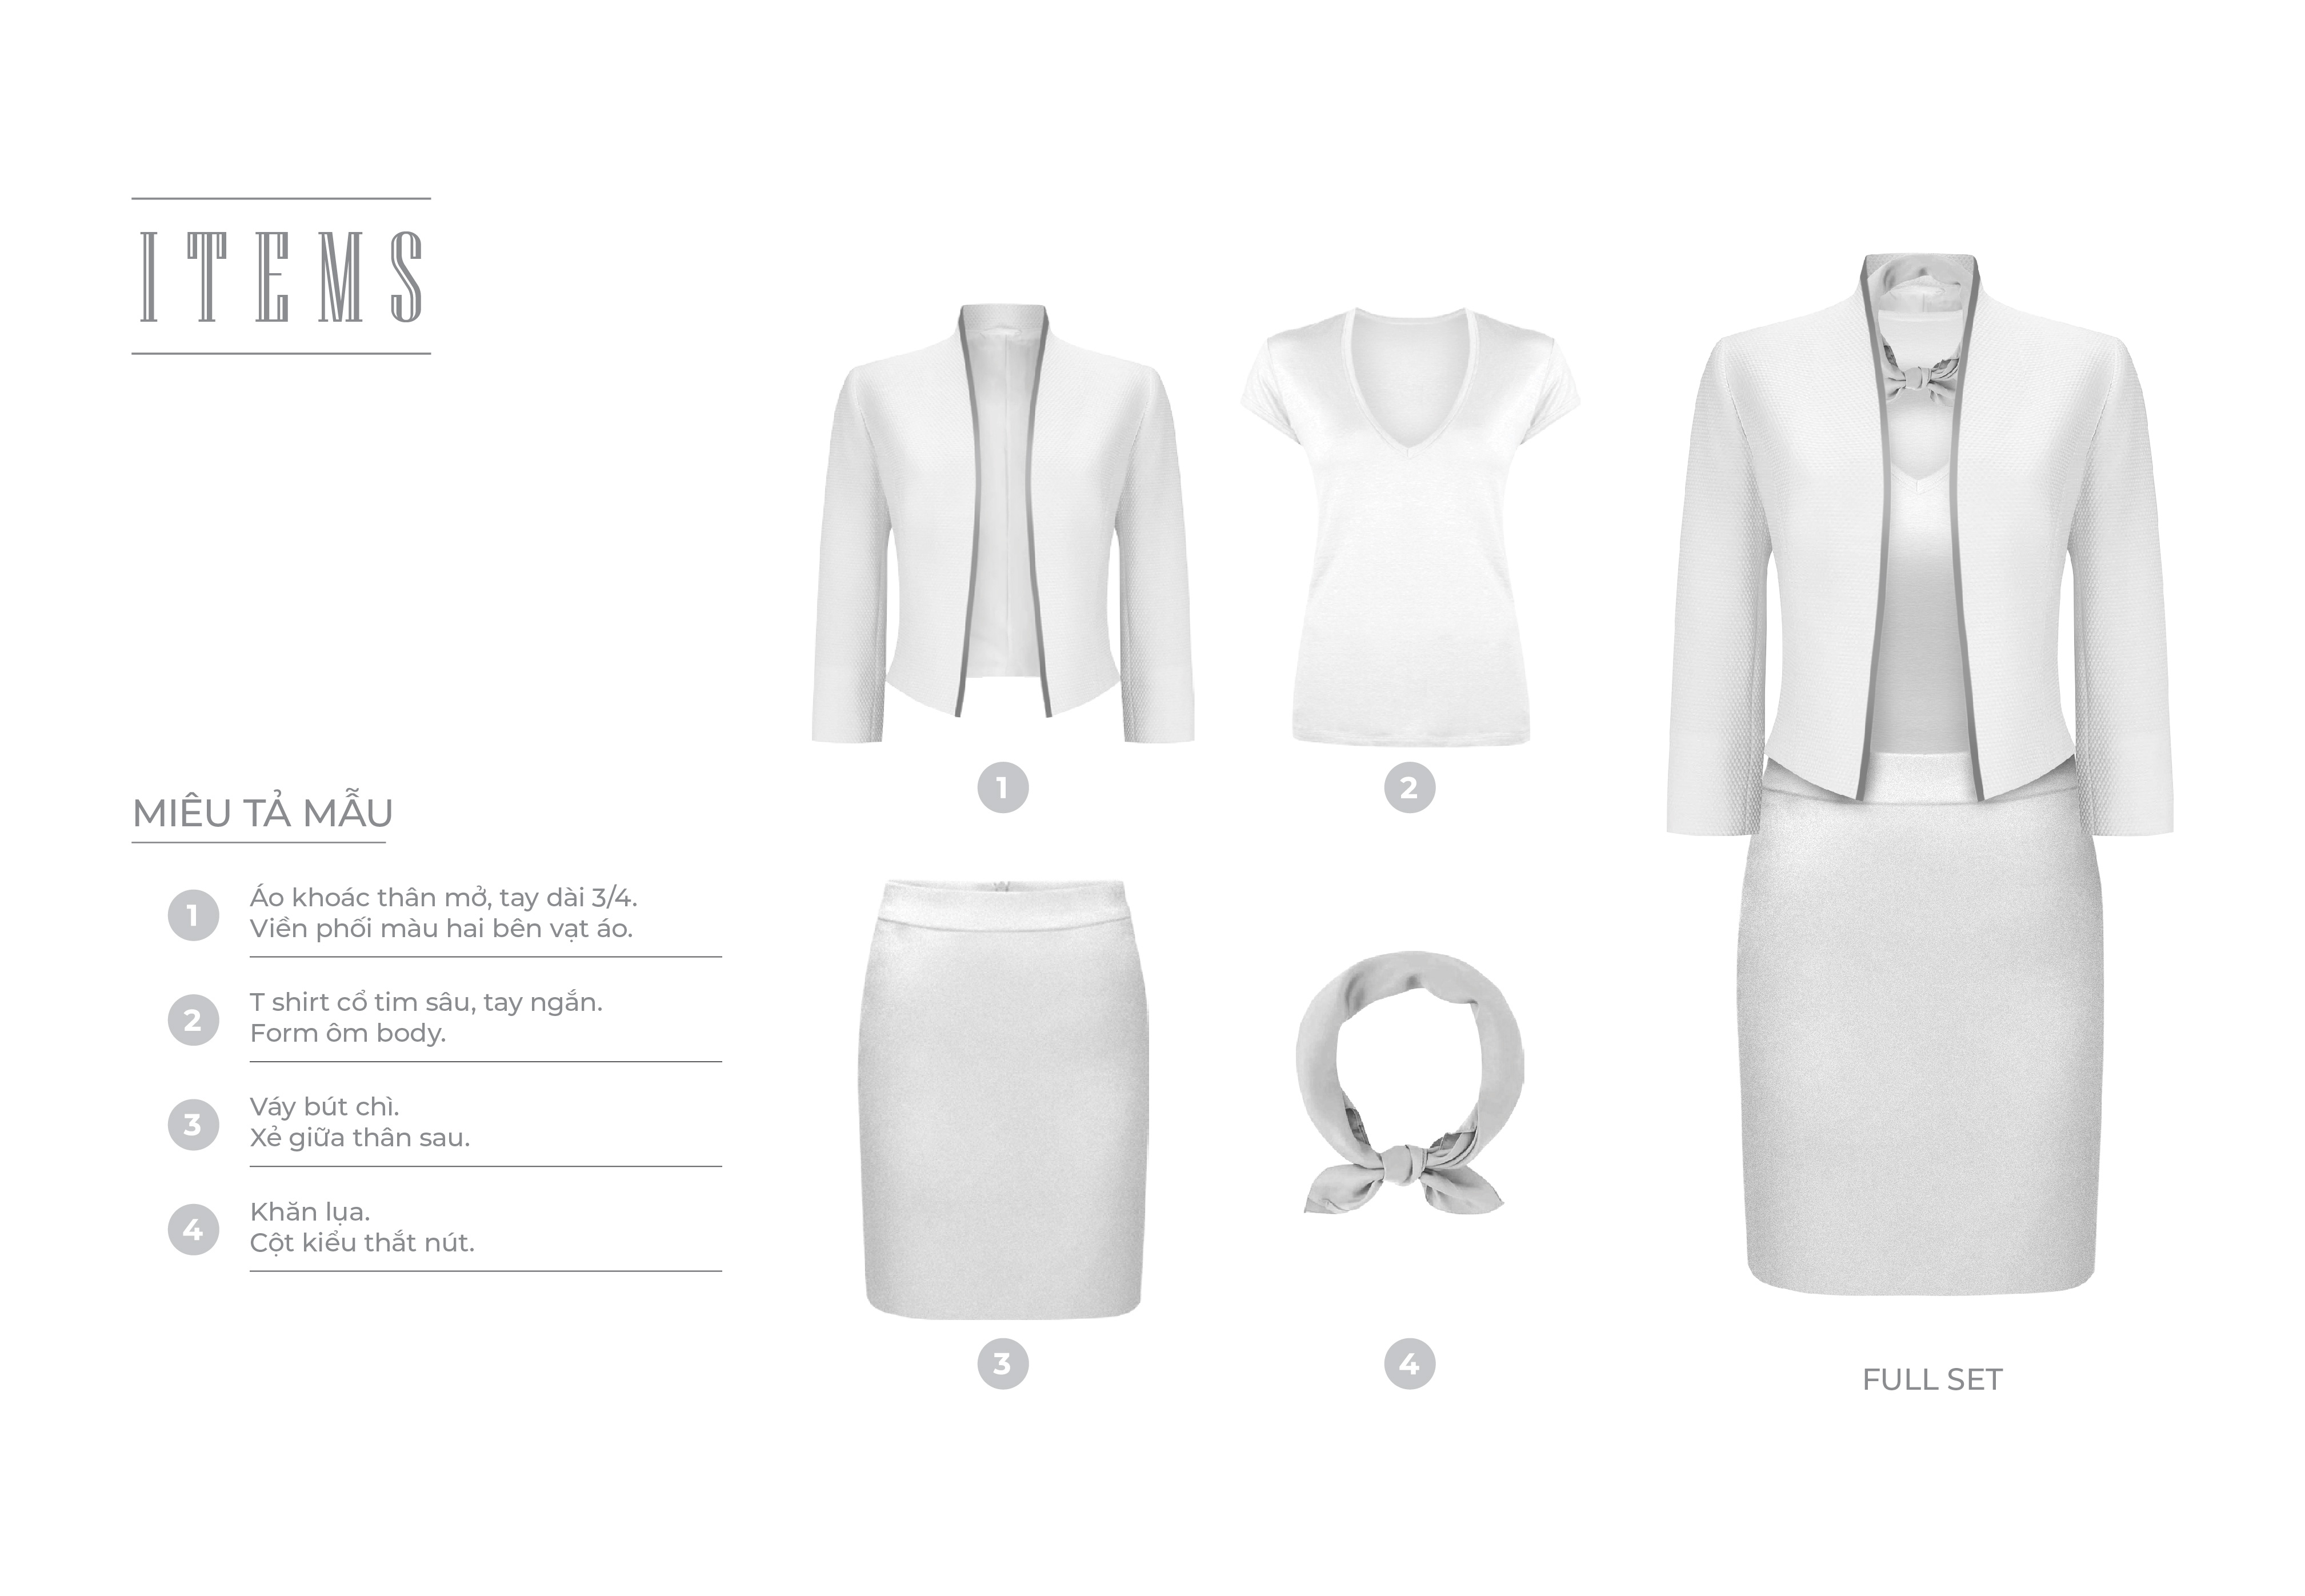 ITEMS
MIÊU TẢ MẪU
1
Áo khoác thân mở, tay dài 3/4.
Viền phối màu hai bên vạt áo.
2
T shirt cổ tim sâu, tay ngắn.
Form ôm body.
3
Váy bút chì.
Xẻ giữa thân sau.
4
Khăn lụa.
Cột kiểu thắt nút.
1
2
3
4
FULL SET